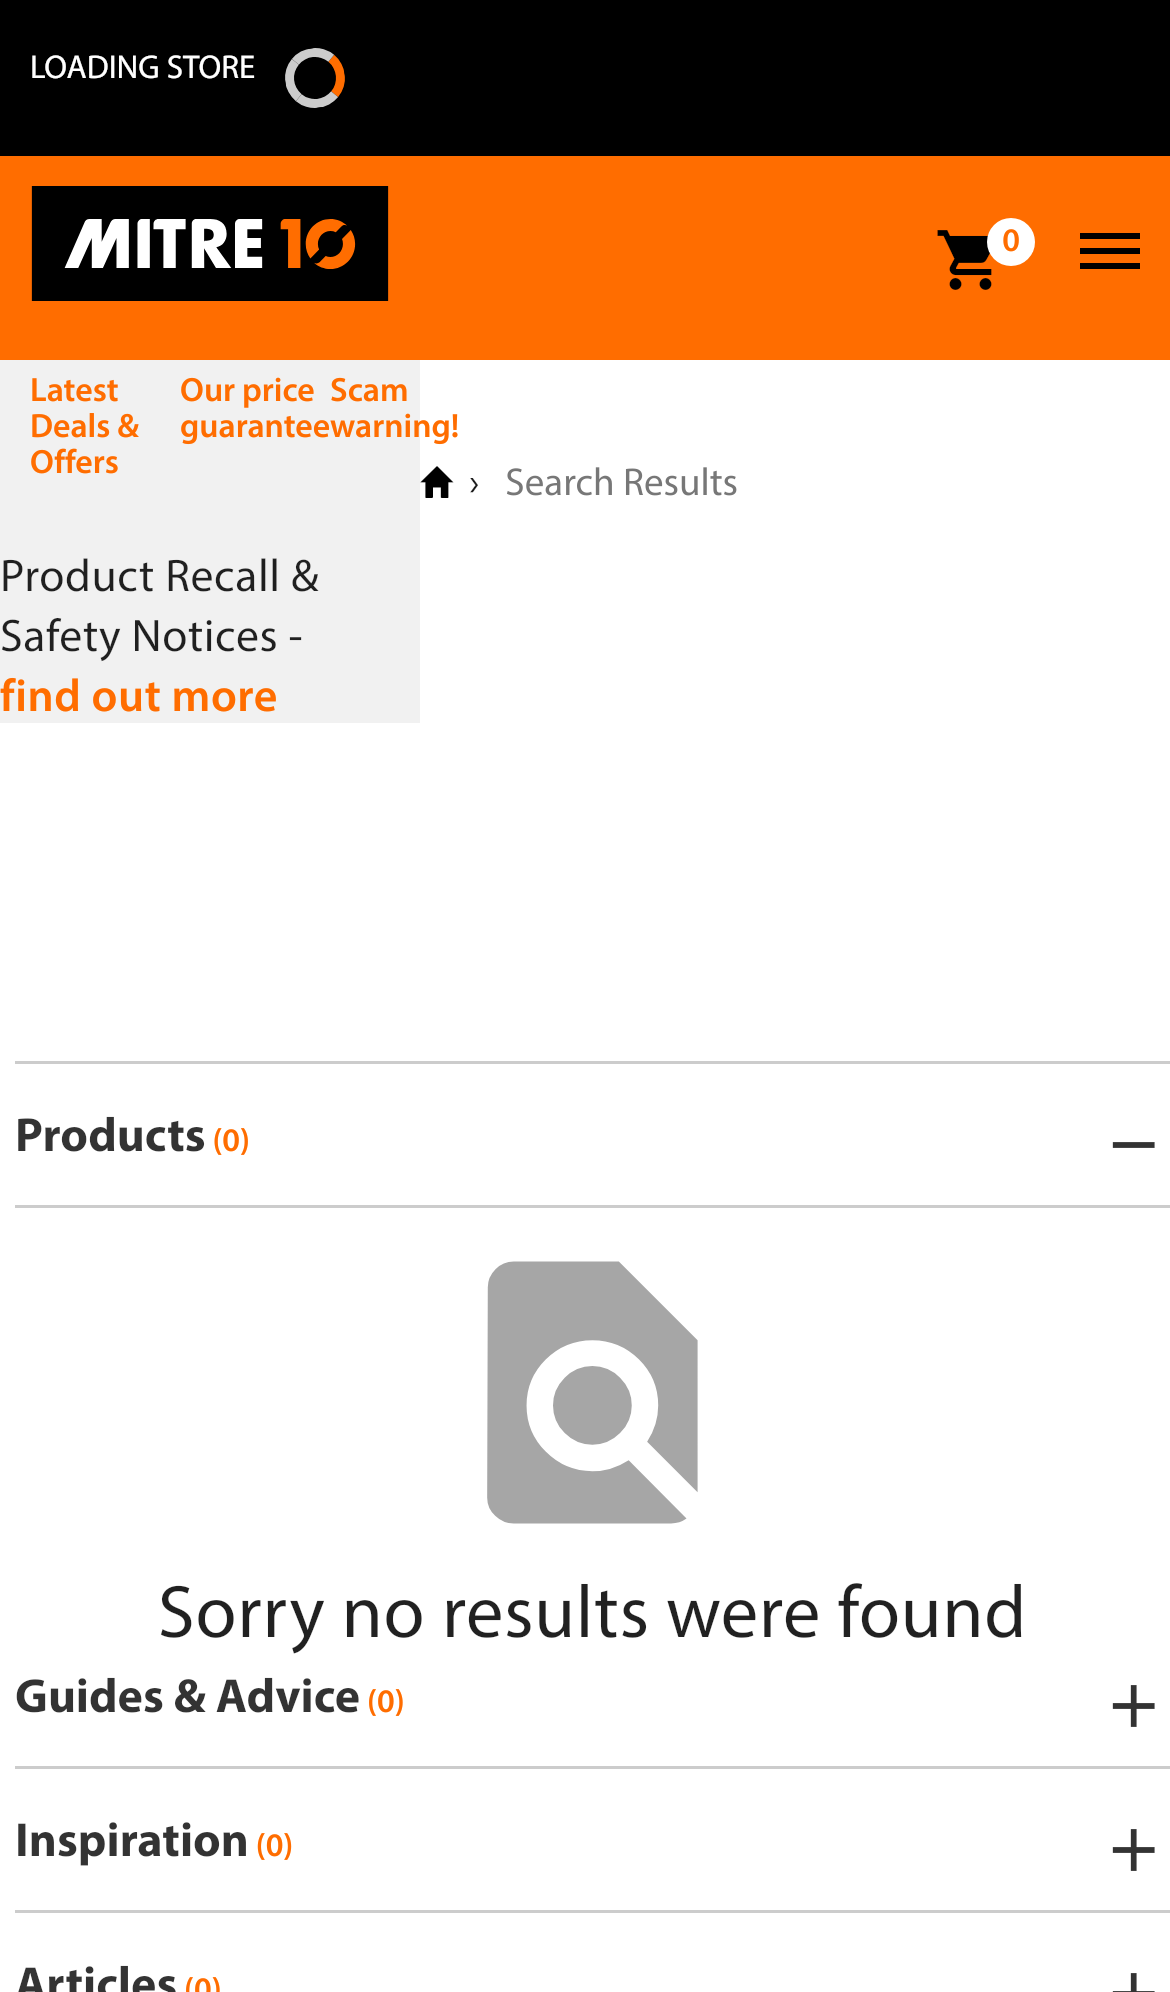 LOADING STORE
MITRE 10
0
Latest
Deals &
Offers
Our price
guarantee
Scam
warning!
› Search Results
Product Recall &
Safety Notices -
find out more
Products (0)
Sorry no results were found
Guides & Advice (0)
Inspiration (0)
Articles (0)